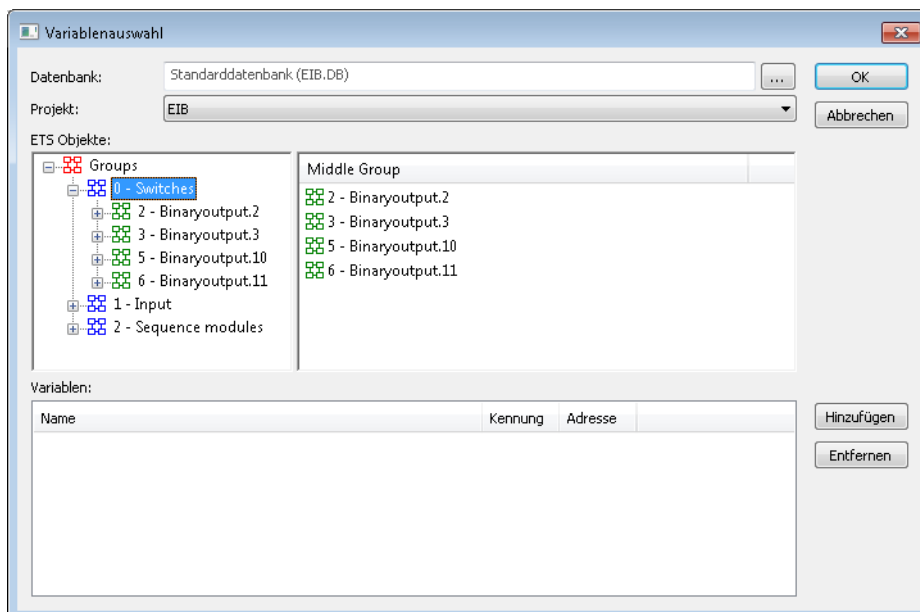 Variablenauswahl
Datenbank: Standarddatenbank (EIB.DB) ... OK
Projekt: EIB Abbrechen
ETS Objekte:
Groups
0 - Switches
2 - Binaryoutput.2
3 - Binaryoutput.3
5 - Binaryoutput.10
6 - Binaryoutput.11
1 - Input
2 - Sequence modules
Middle Group
2 - Binaryoutput.2
3 - Binaryoutput.3
5 - Binaryoutput.10
6 - Binaryoutput.11
Variablen:
Name Kennung Adresse
Hinzufügen
Entfernen